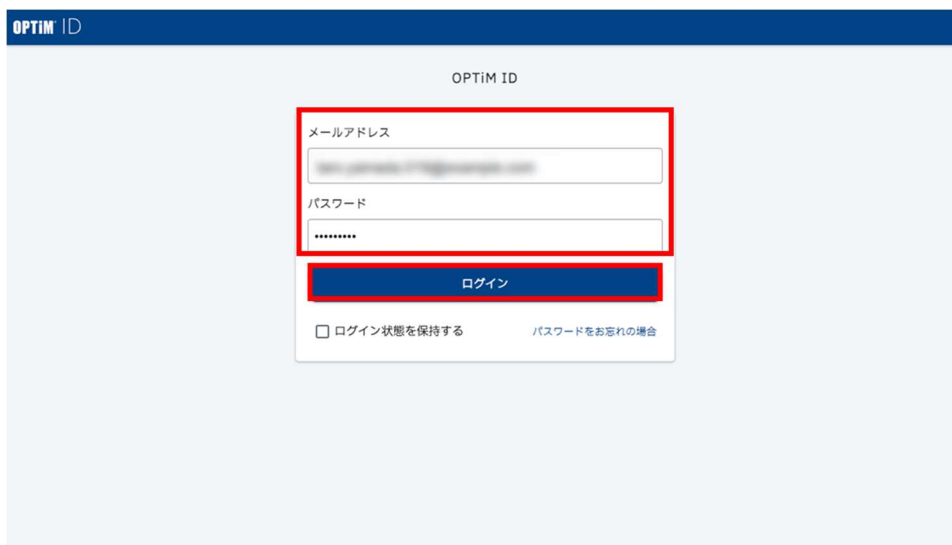 OPTiM ID
OPTiM ID
メールアドレス
パスワード
•••••••••
ログイン
ログイン状態を保持する
パスワードをお忘れの場合